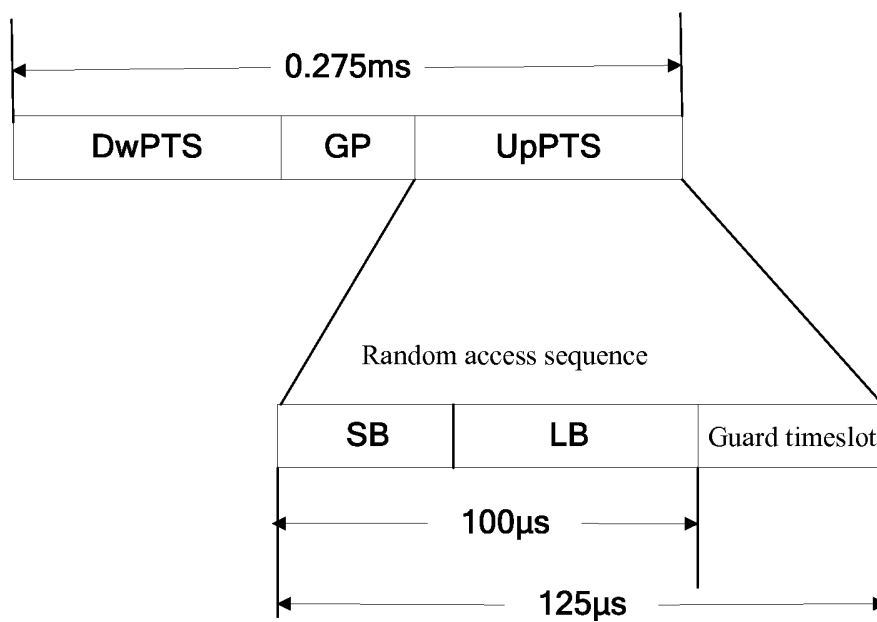 0.275ms
DwPTS GP UpPTS
Random access sequence
SB LB Guard timeslot
100µs
125µs